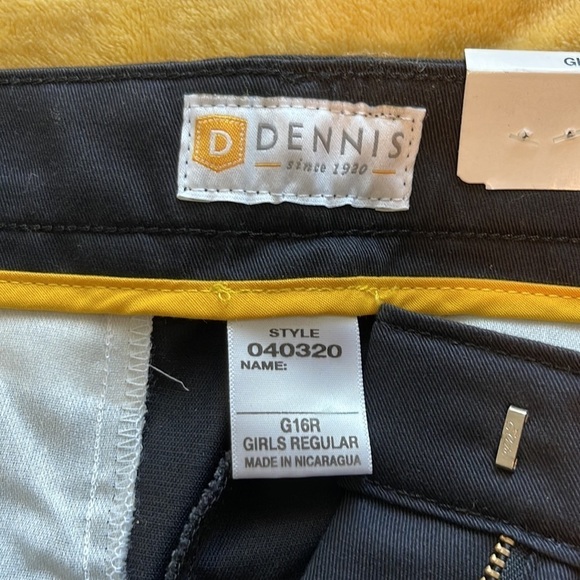 D DENNIS
since 1920
STYLE
040320
NAME:
G16R
GIRLS REGULAR
MADE IN NICARAGUA